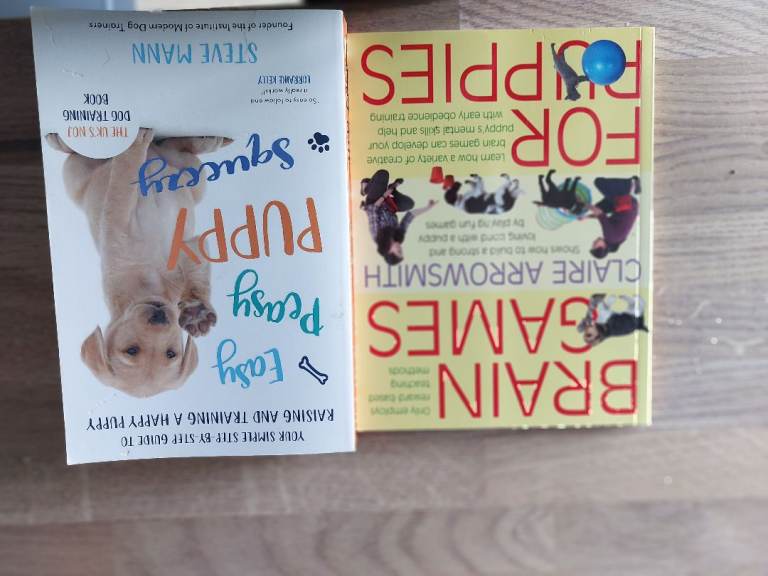 YOUR SIMPLE STEP-BY-STEP GUIDE TO
RAISING AND TRAINING A HAPPY PUPPY
Easy
Peasy
PUPPY
Squeezy
THE UK'S NO.1
DOG TRAINING
BOOK
"So easy to follow and
it really works!"
LORRAINE KELLY
STEVE MANN
Founder of the Institute of Modern Dog Trainers
Only employs
reward-based
teaching
methods
BRAIN
GAMES
CLAIRE ARROWSMITH
Shows how to build a strong and
loving bond with a puppy
by playing fun games
FOR
Learn how a variety of creative
brain games can develop your
puppy's mental skills and help
with early obedience training
PUPPIES